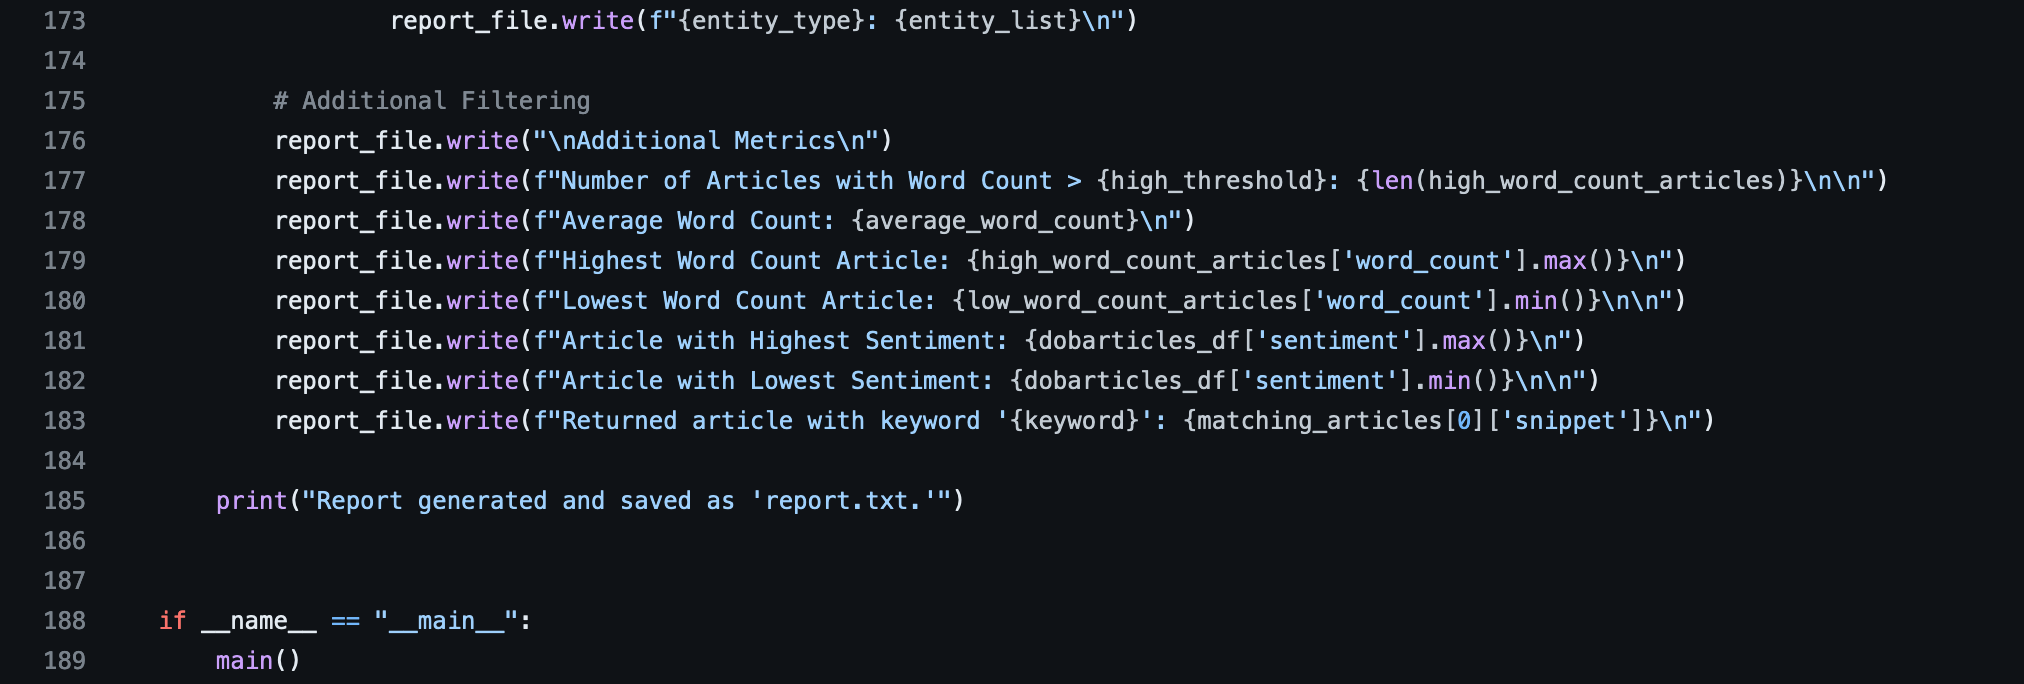 173                     report_file.write(f"{entity_type}: {entity_list}\n")
174
175             # Additional Filtering
176             report_file.write("\nAdditional Metrics\n")
177             report_file.write(f"Number of Articles with Word Count > {high_threshold}: {len(high_word_count_articles)}\n\n")
178             report_file.write(f"Average Word Count: {average_word_count}\n")
179             report_file.write(f"Highest Word Count Article: {high_word_count_articles['word_count'].max()}\n")
180             report_file.write(f"Lowest Word Count Article: {low_word_count_articles['word_count'].min()}\n\n")
181             report_file.write(f"Article with Highest Sentiment: {dobarticles_df['sentiment'].max()}\n")
182             report_file.write(f"Article with Lowest Sentiment: {dobarticles_df['sentiment'].min()}\n\n")
183             report_file.write(f"Returned article with keyword '{keyword}': {matching_articles[0]['snippet']}\n")
184
185         print("Report generated and saved as 'report.txt.'")
186
187
188     if __name__ == "__main__":
189         main()